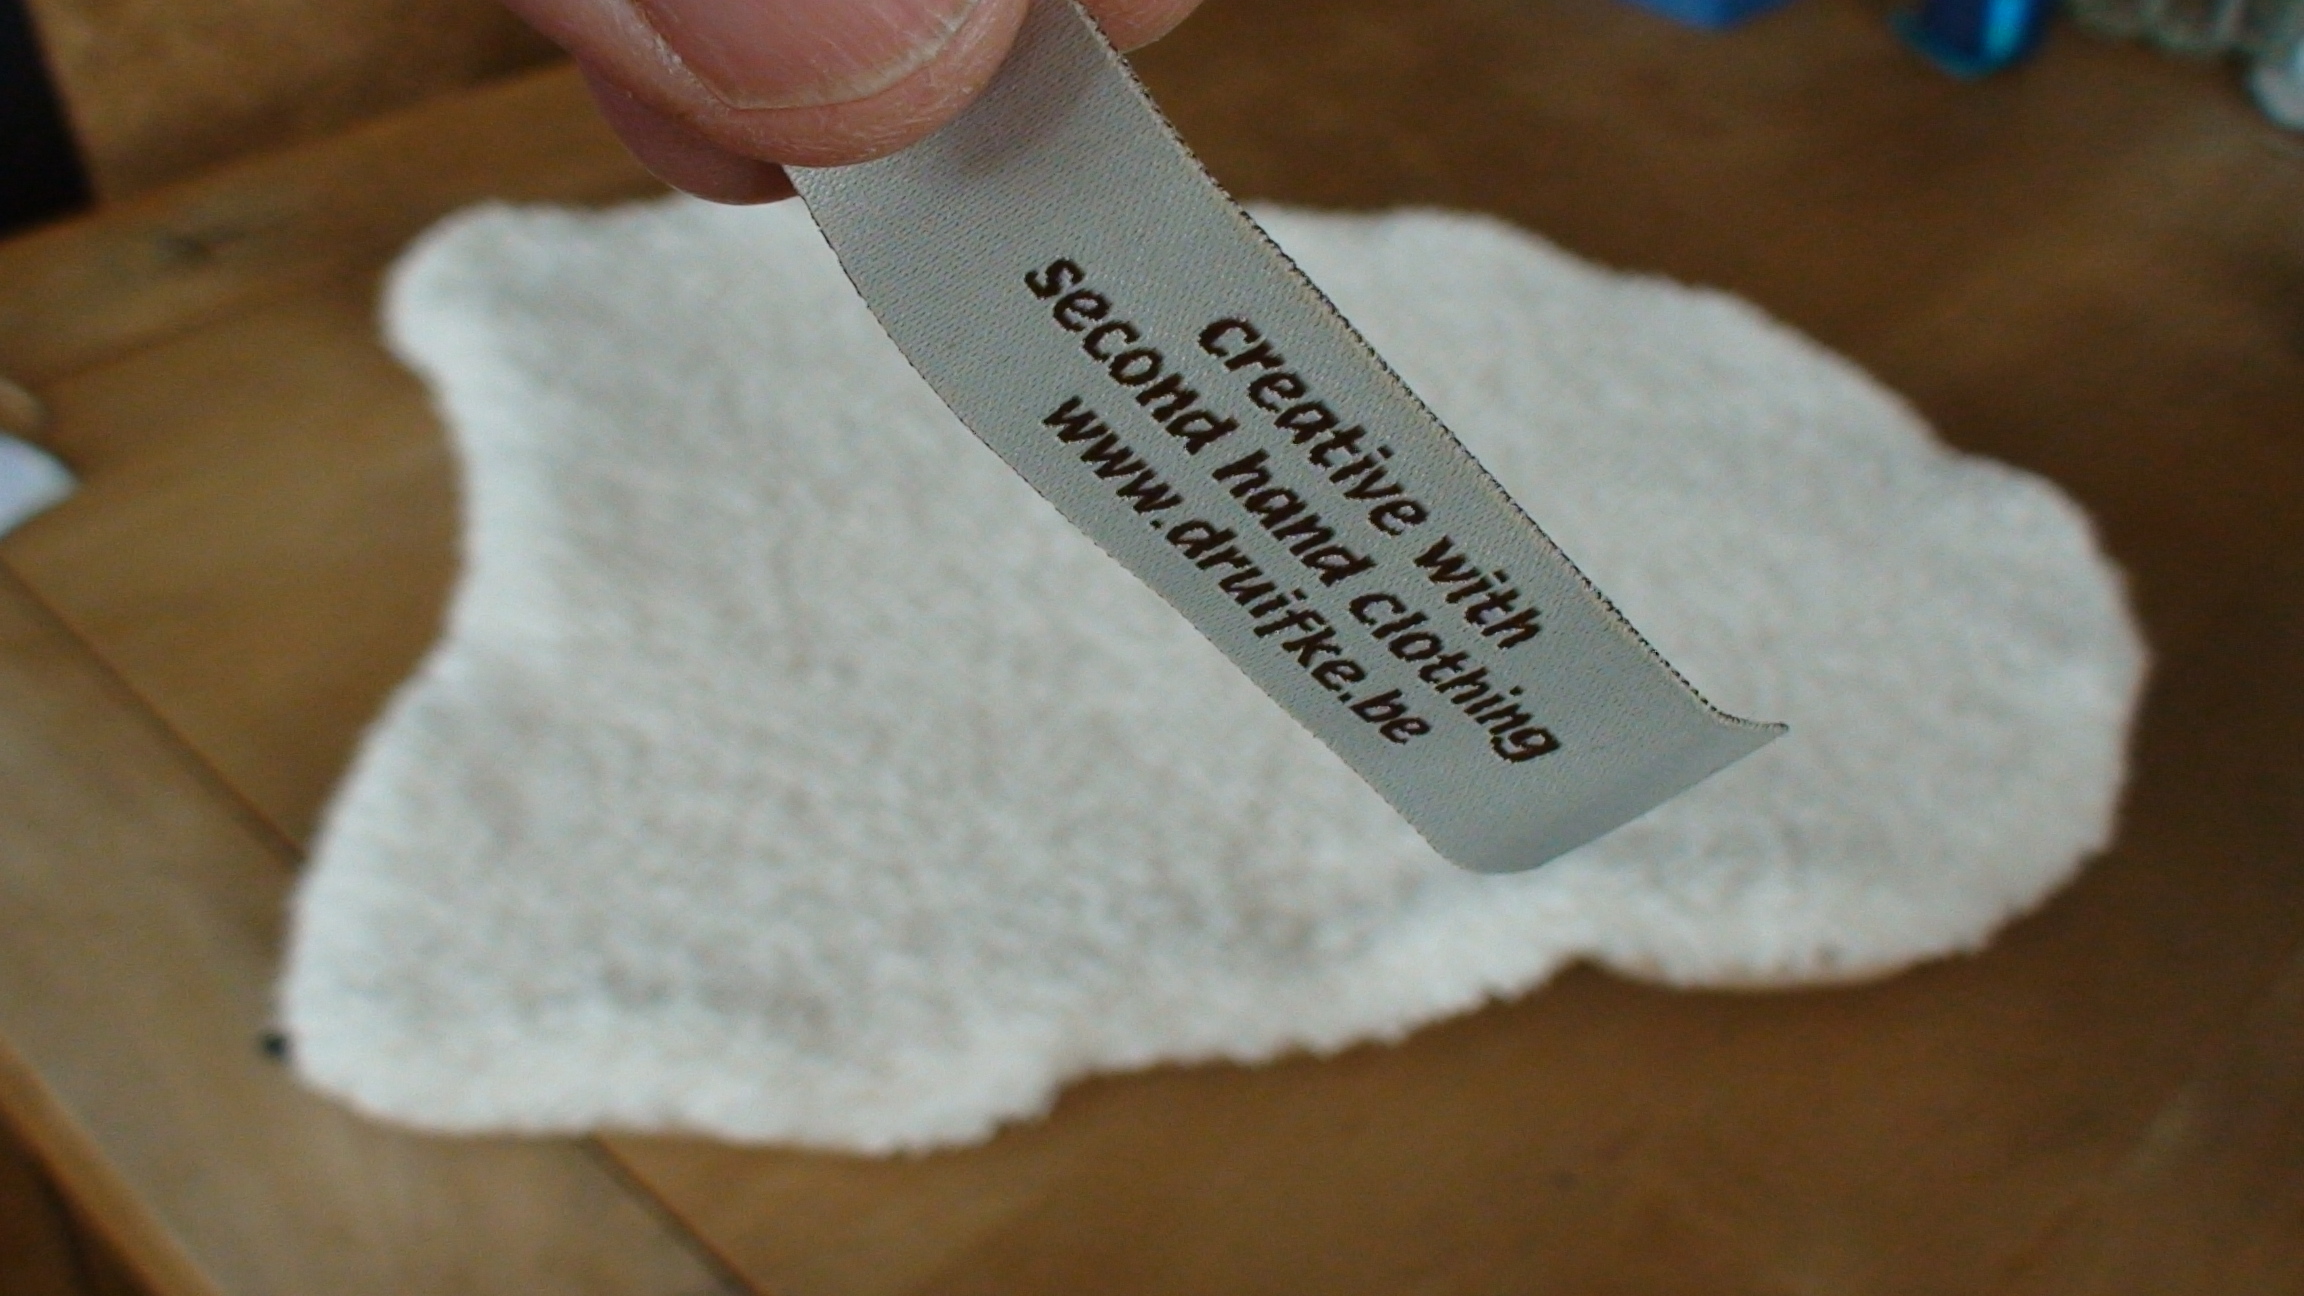 creative with
second hand clothing
www.druifke.be